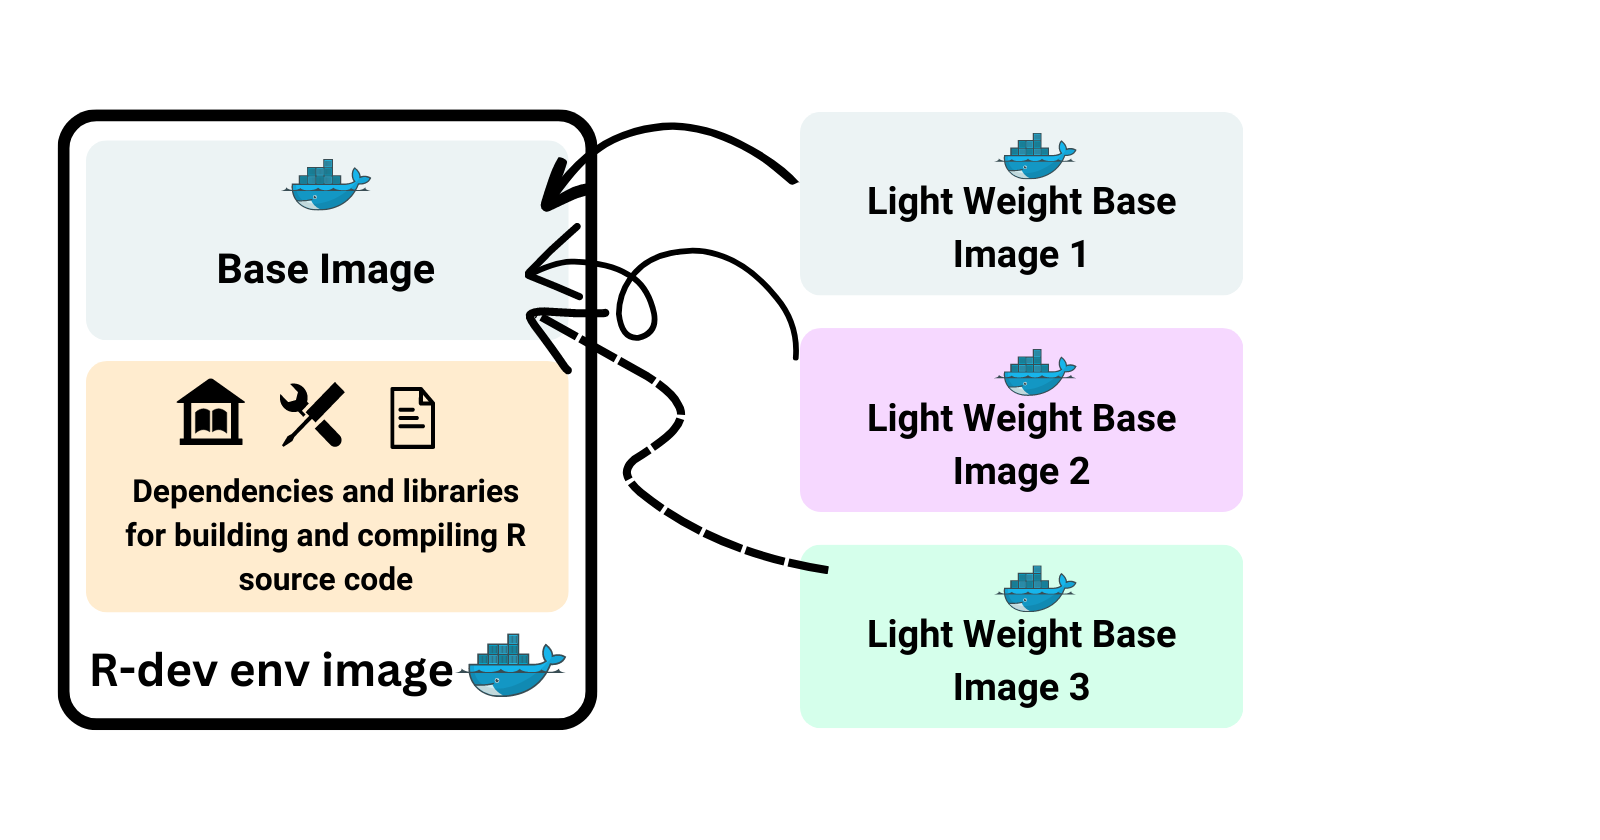 Base Image
Dependencies and libraries
for building and compiling R
source code
R-dev env image
Light Weight Base
Image 1
Light Weight Base
Image 2
Light Weight Base
Image 3